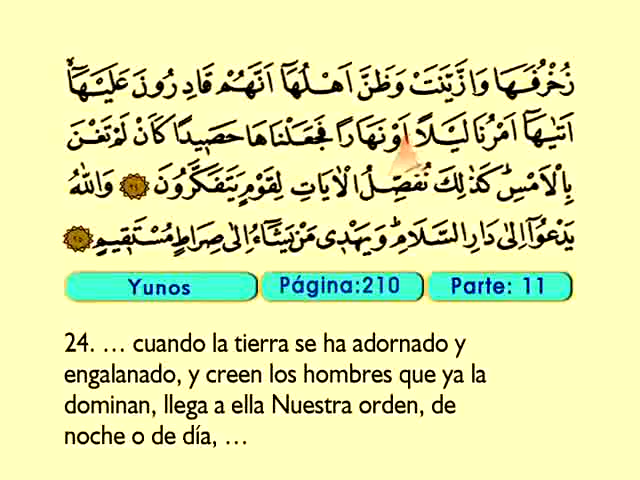 زُخْرُفَهَا وَازَّيَّنَتْ وَظَنَّ اَهْلُهَٓا اَنَّهُمْ قَادِرُونَ عَلَيْهَٓاۙ
اَتٰيهَٓا اَمْرُنَا لَيْلًا اَوْ نَهَارًا فَجَعَلْنَاهَا حَصٖيدًا كَاَنْ لَمْ تَغْنَ
بِالْاَمْسِۜ كَذٰلِكَ نُفَصِّلُ الْاٰيَاتِ لِقَوْمٍ يَتَفَكَّرُونَ ﴿٢٤﴾ وَاللّٰهُ
يَدْعُٓوا اِلٰى دَارِ السَّلَامِۜ وَيَهْدٖى مَنْ يَشَٓاءُ اِلٰى صِرَاطٍ مُسْتَقٖيمٍ ﴿٢٥﴾
Yunos Página:210 Parte: 11
24. … cuando la tierra se ha adornado y
engalanado, y creen los hombres que ya la
dominan, llega a ella Nuestra orden, de
noche o de día, …